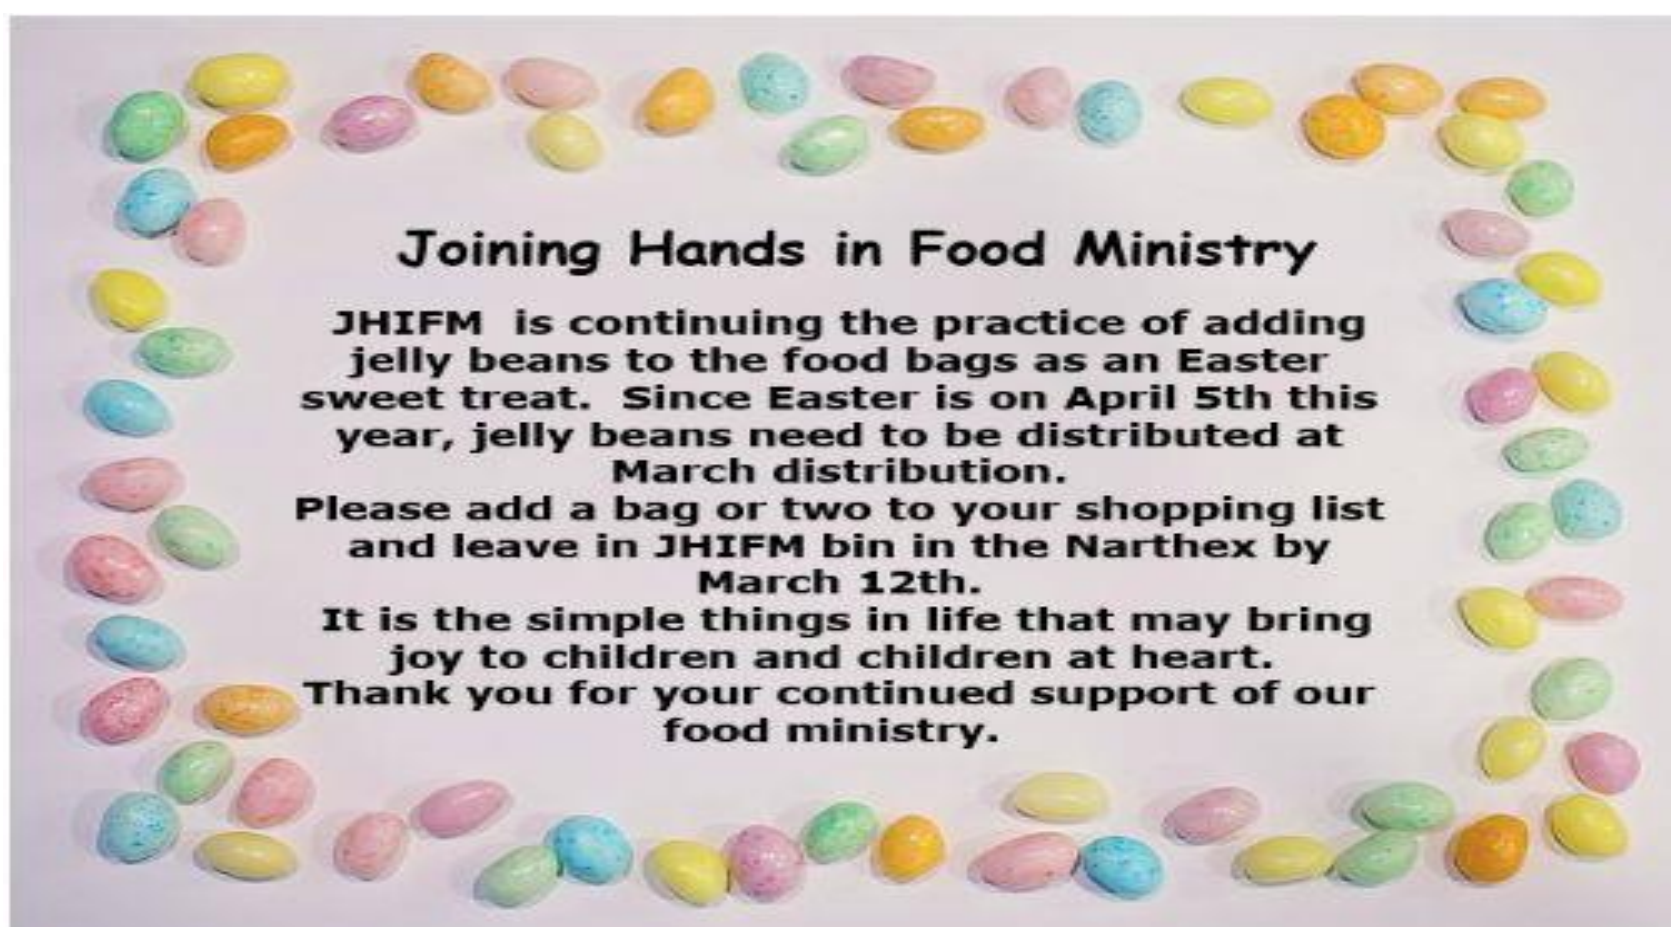 Joining Hands in Food Ministry
JHIFM is continuing the practice of adding
jelly beans to the food bags as an Easter
sweet treat. Since Easter is on April 5th this
year, jelly beans need to be distributed at
March distribution.
Please add a bag or two to your shopping list
and leave in JHIFM bin in the Narthex by
March 12th.
It is the simple things in life that may bring
joy to children and children at heart.
Thank you for your continued support of our
food ministry.